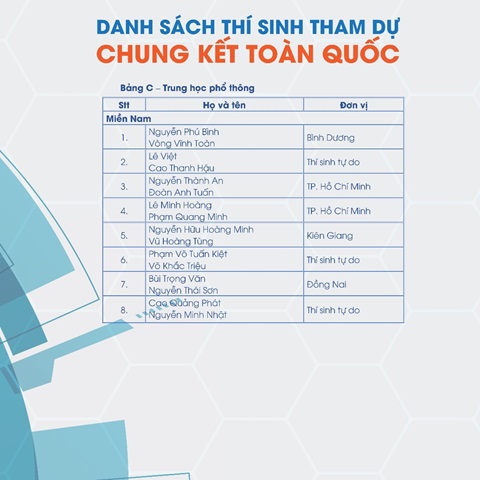 DANH SÁCH THÍ SINH THAM DỰ
CHUNG KẾT TOÀN QUỐC
Bảng C – Trung học phổ thông
Stt Họ và tên Đơn vị
Miền Nam
1. Nguyễn Phú Bình Bình Dương
Vòng Vĩnh Toàn
2. Lê Việt Thí sinh tự do
Cao Thanh Hậu
3. Nguyễn Thành An TP. Hồ Chí Minh
Đoàn Anh Tuấn
4. Lê Minh Hoàng TP. Hồ Chí Minh
Phạm Quang Minh
5. Nguyễn Hữu Hoàng Minh Kiên Giang
Vũ Hoàng Tùng
6. Phạm Võ Tuấn Kiệt Thí sinh tự do
Võ Khắc Triệu
7. Bùi Trọng Văn Đồng Nai
Nguyễn Thái Sơn
8. Cao Quảng Phát Thí sinh tự do
Nguyễn Minh Nhật